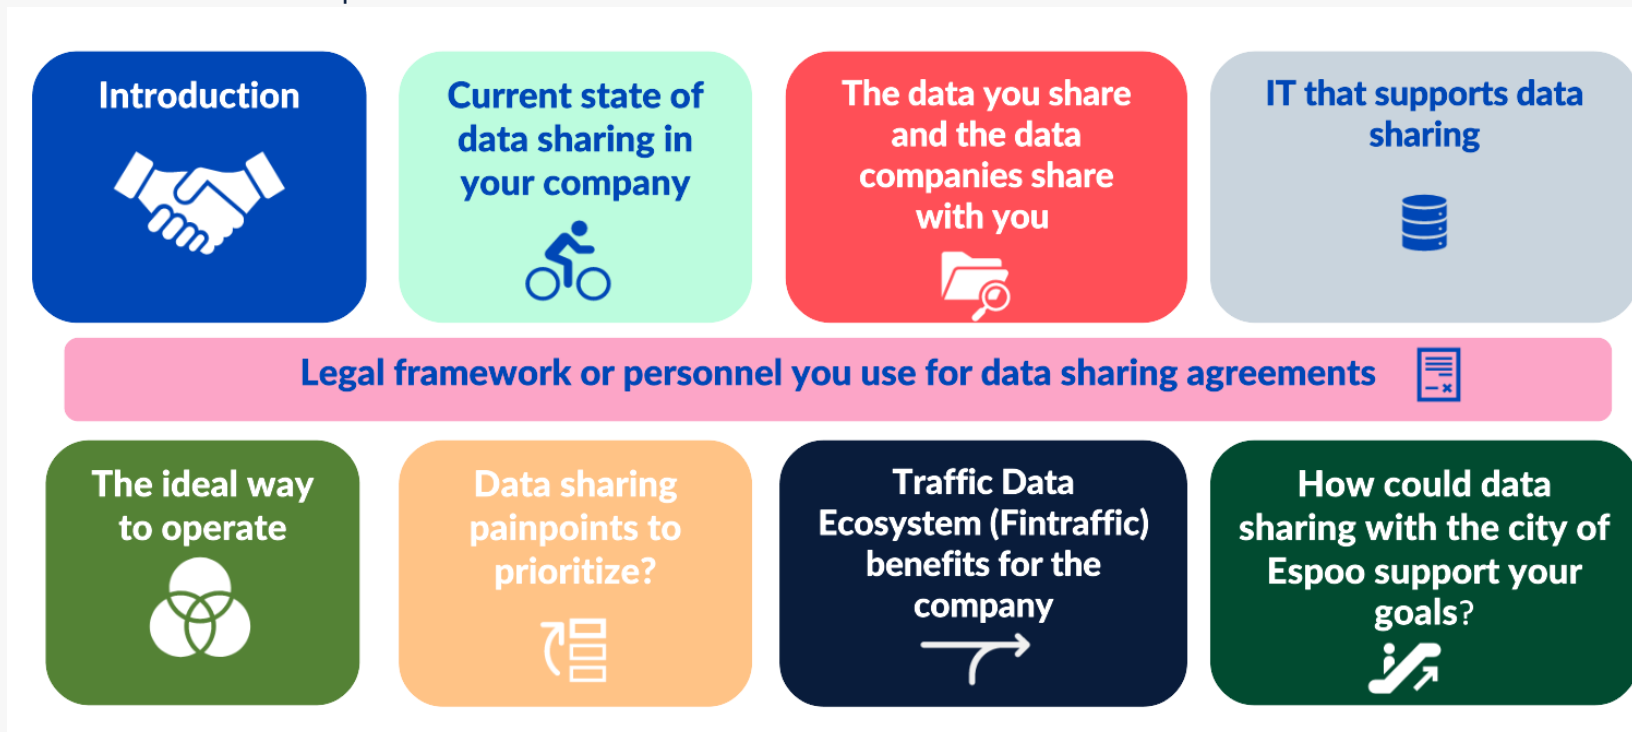 Introduction
Current state of
data sharing in
your company
The data you share
and the data
companies share
with you
IT that supports data
sharing
Legal framework or personnel you use for data sharing agreements
The ideal way
to operate
Data sharing
painpoints to
prioritize?
Traffic Data
Ecosystem (Fintraffic)
benefits for the
company
How could data
sharing with the city of
Espoo support your
goals?